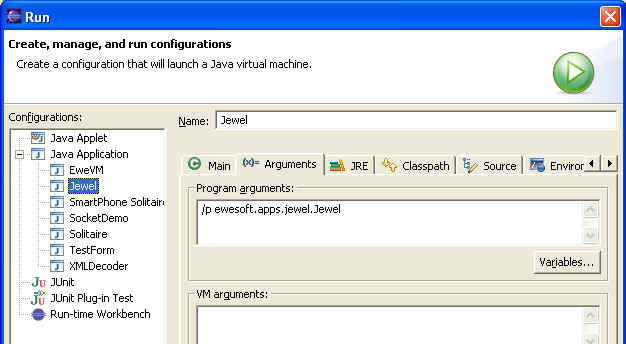 Run
Create, manage, and run configurations
Create a configuration that will launch a Java virtual machine.
Configurations:
Java Applet
Java Application
EweVM
Jewel
SmartPhone Solitaire
SocketDemo
Solitaire
TestForm
XMLDecoder
JUnit
JUnit Plug-in Test
Run-time Workbench
Name: Jewel
Main (x)= Arguments JRE Classpath Source Environ
Program arguments:
/p ewesoft.apps.jewel.Jewel
Variables...
VM arguments: